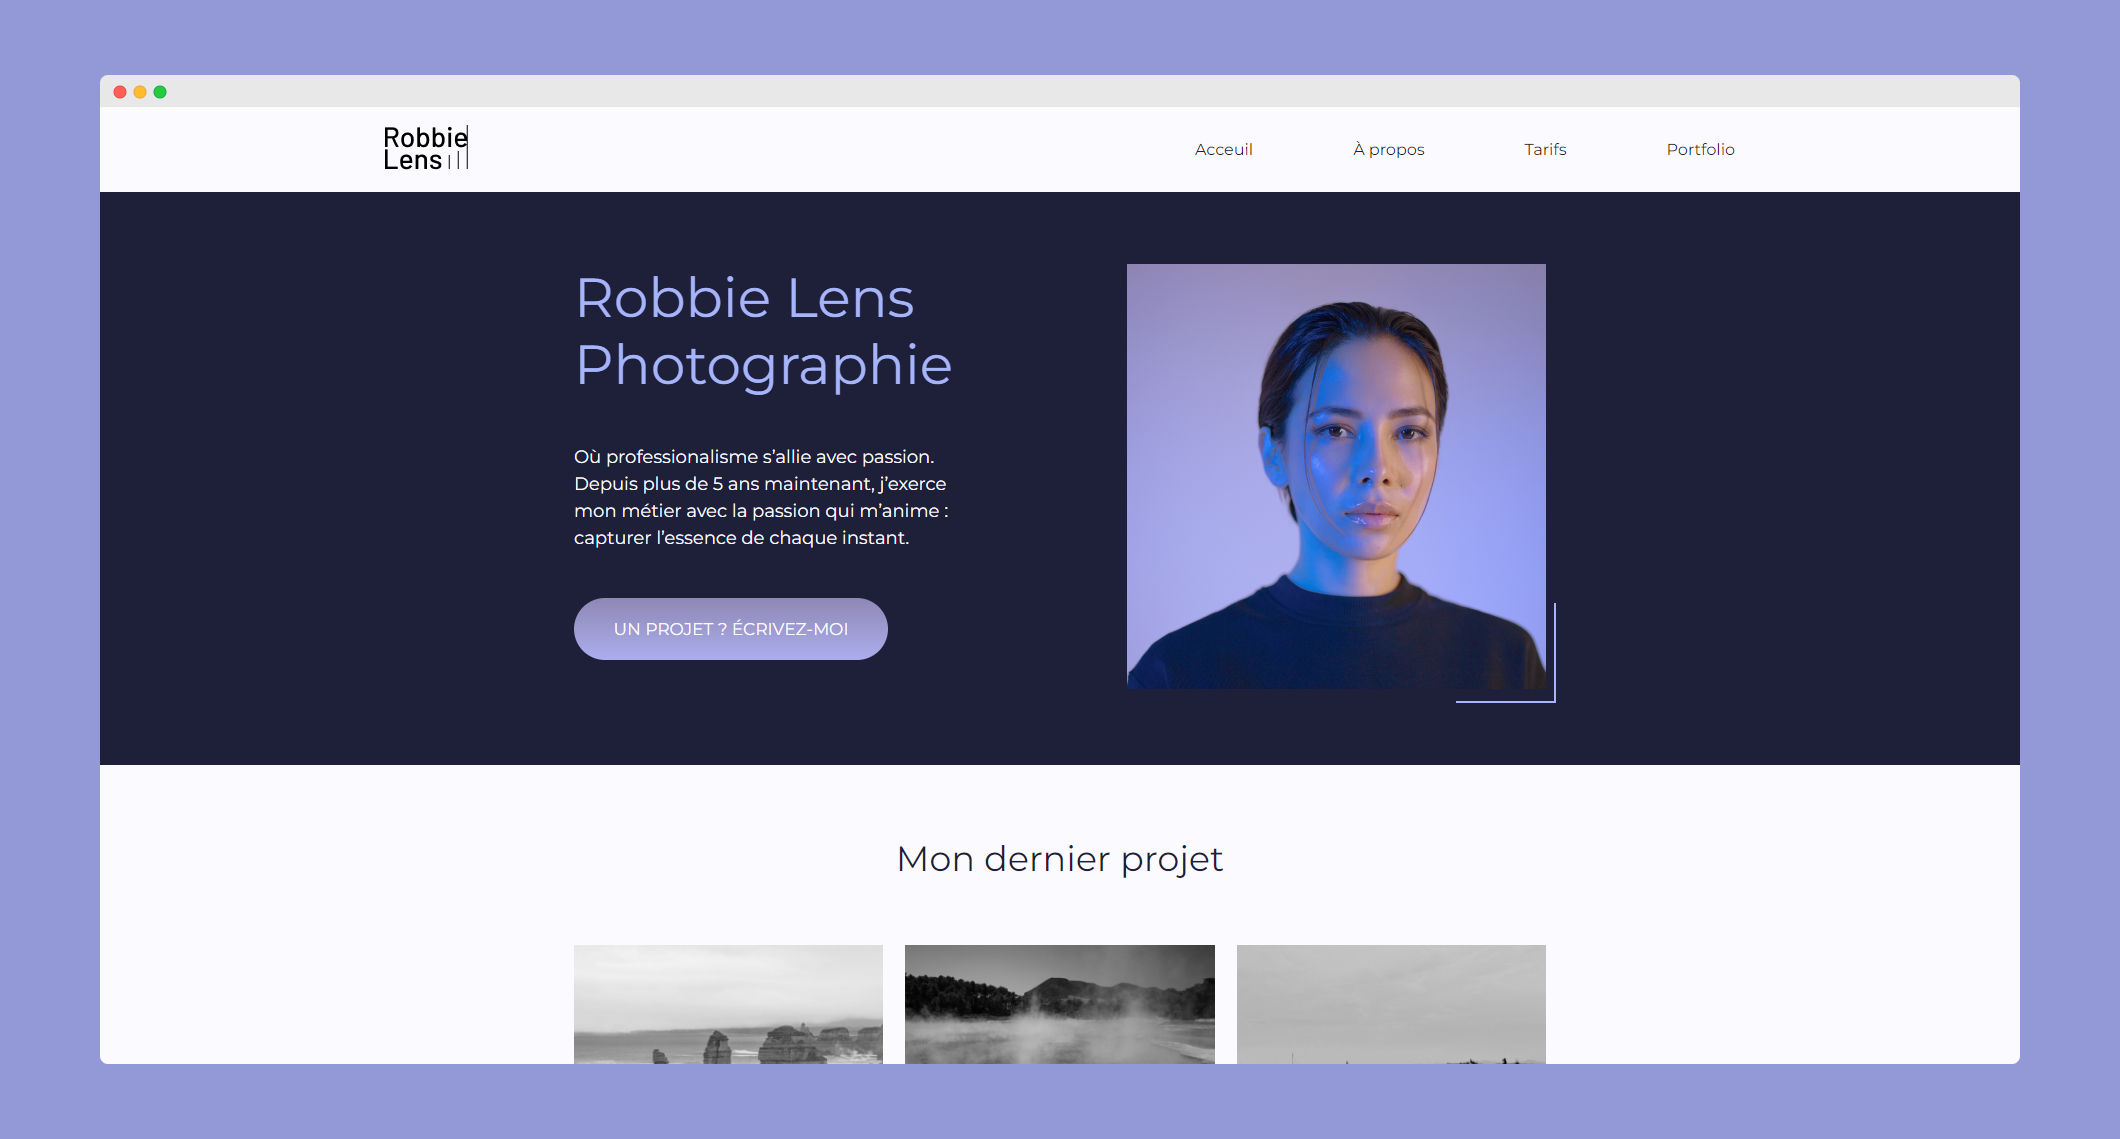 Robbie
Lens
Acceuil
À propos
Tarifs
Portfolio
Robbie Lens
Photographie
Où professionalisme s’allie avec passion.
Depuis plus de 5 ans maintenant, j’exerce
mon métier avec la passion qui m’anime :
capturer l’essence de chaque instant.
UN PROJET ? ÉCRIVEZ-MOI
Mon dernier projet